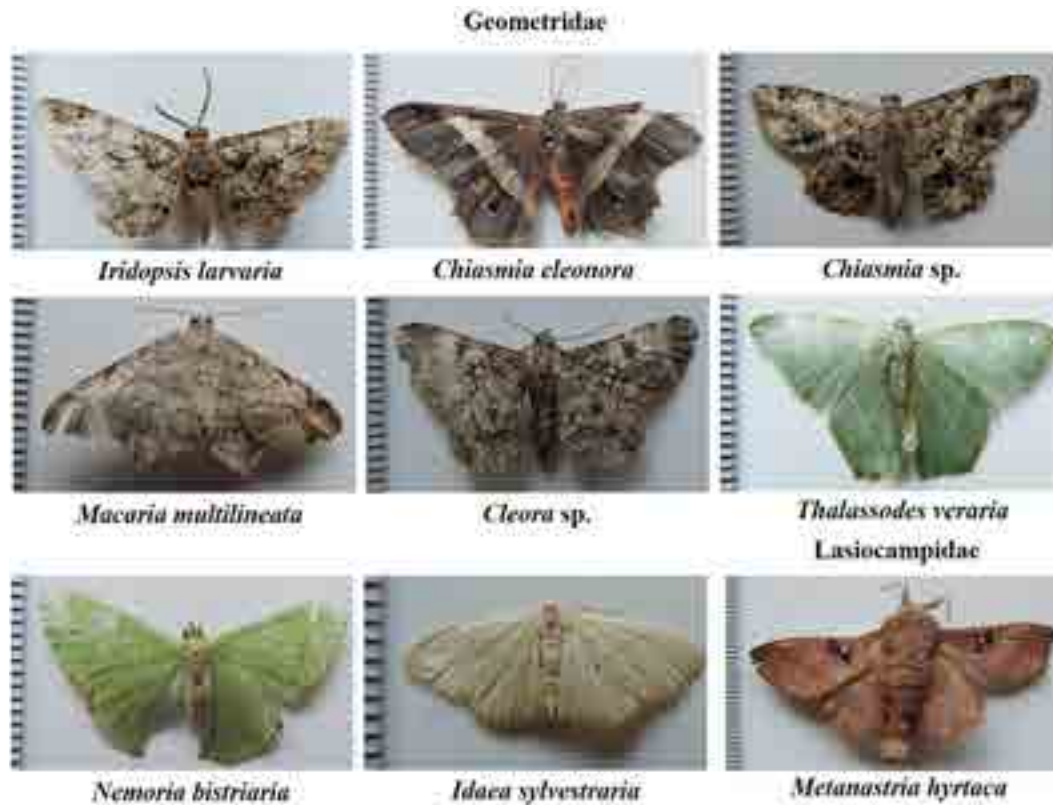 Geometridae
Iridopsis larvaria
Chiasmia eleonora
Chiasmia sp.
Macaria multilineata
Cleora sp.
Thalassodes veraria
Lasiocampidae
Nemoria bistriaria
Idaea sylvestraria
Metanastria hyrtaca